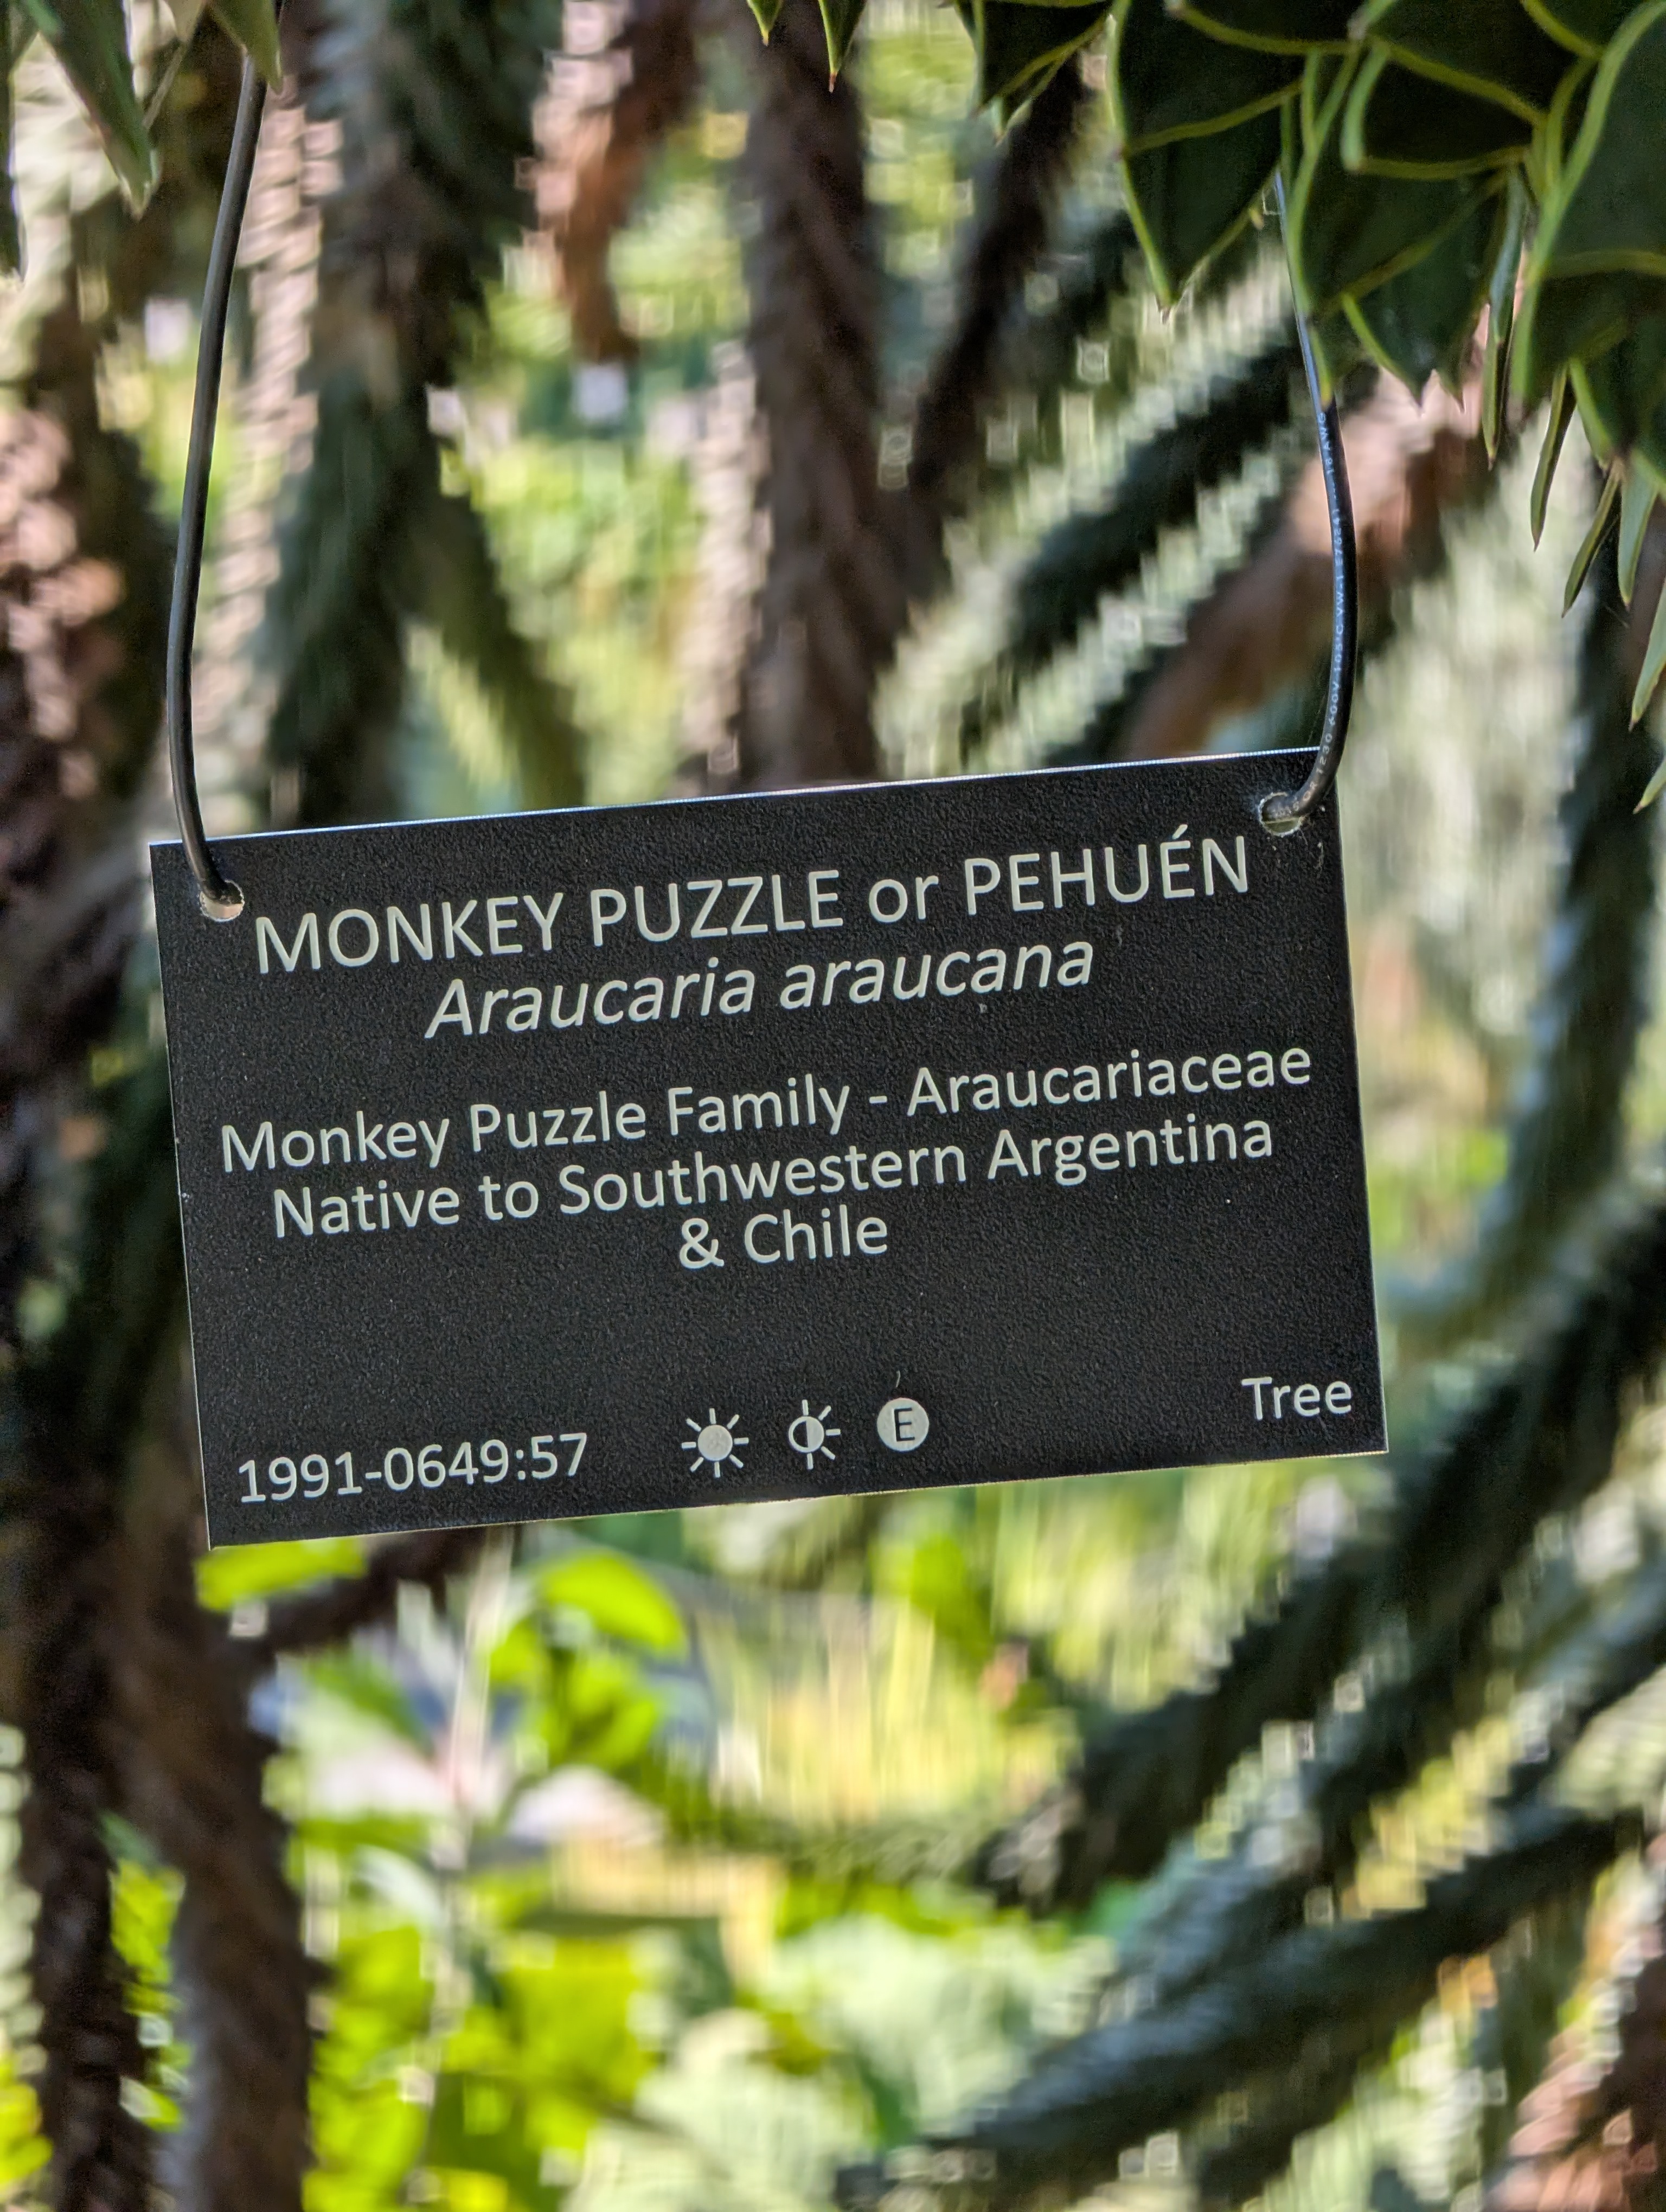 MONKEY PUZZLE or PEHUÉN
Araucaria araucana
Monkey Puzzle Family - Araucariaceae
Native to Southwestern Argentina
& Chile
1991-0649:57 E Tree